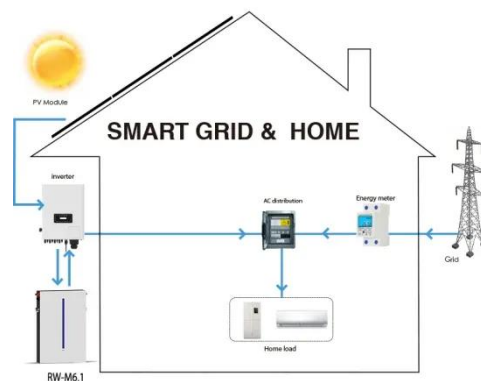 PV Module
SMART GRID & HOME
inverter
AC distribution
Energy meter
Grid
Home load
RW-M6.1